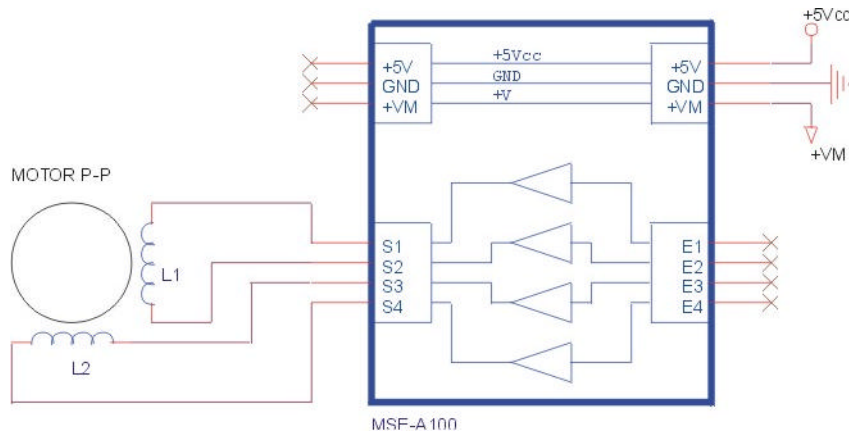 +5Vcc
+5V
+5Vcc
+5V
GND
GND
GND
+VM
+V
+VM
+VM
MOTOR P-P
S1
E1
L1
S2
E2
S3
E3
S4
E4
L2
MSE-A100